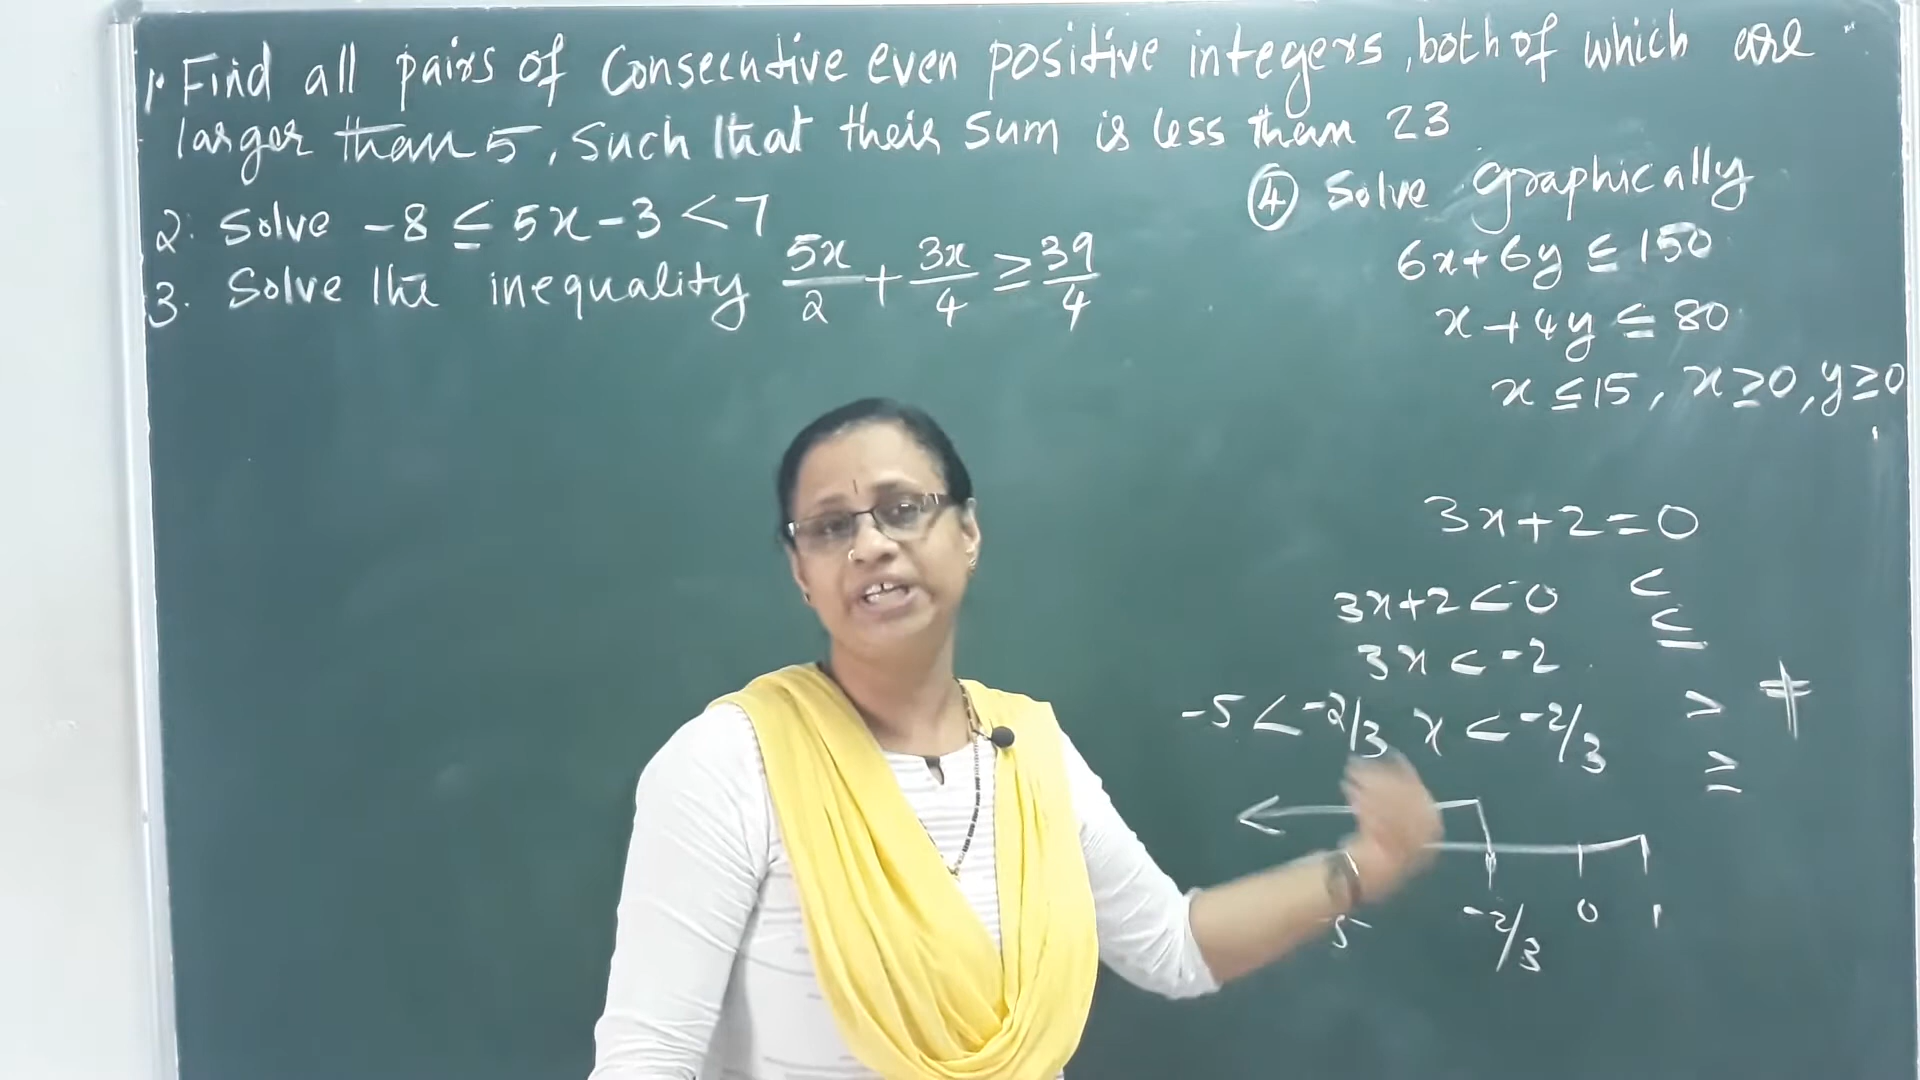 1. Find all pairs of Consecutive even positive integers, both of which are
larger than 5, such that their sum is less than 23
2. Solve -8 ≤ 5x-3 < 7
3. Solve the inequality 5x/2 + 3x/4 ≥ 39/4
④ Solve graphically
6x+6y ≤ 150
x+4y ≤ 80
x ≤ 15, x ≥ 0, y ≥ 0
3x+2=0
3x+2<0 <
≤
3x < -2
-5 < -2/3 x < -2/3 > ≠
≥
-5 -2/3 0 1